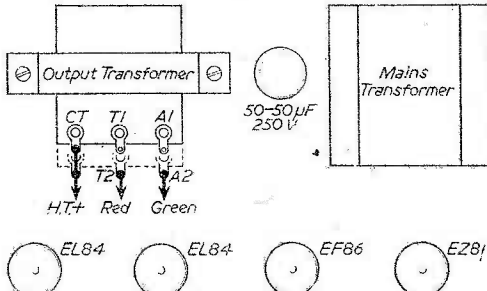 Output Transformer
Mains
Transformer
50-50μF
250 V
CT T1 A1
T2 A2
H.T.+ Red Green
EL84 EL84 EF86 EZ81